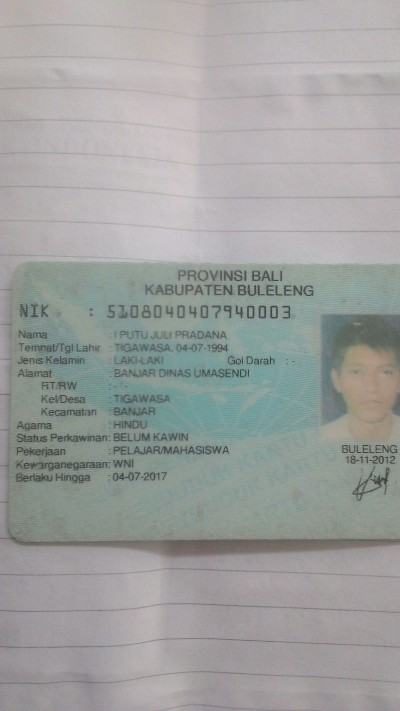 PROVINSI BALI
KABUPATEN BULELENG
NIK : 5108040407940003
Nama : I PUTU JULI PRADANA
Tempat/Tgl Lahir : TIGAWASA, 04-07-1994
Jenis Kelamin : LAKI-LAKI Gol Darah : -
Alamat : BANJAR DINAS UMASENDI
RT/RW : - -
Kel/Desa : TIGAWASA
Kecamatan : BANJAR
Agama : HINDU
Status Perkawinan: BELUM KAWIN
Pekerjaan : PELAJAR/MAHASISWA
Kewarganegaraan: WNI
Berlaku Hingga : 04-07-2017
BULELENG
18-11-2012